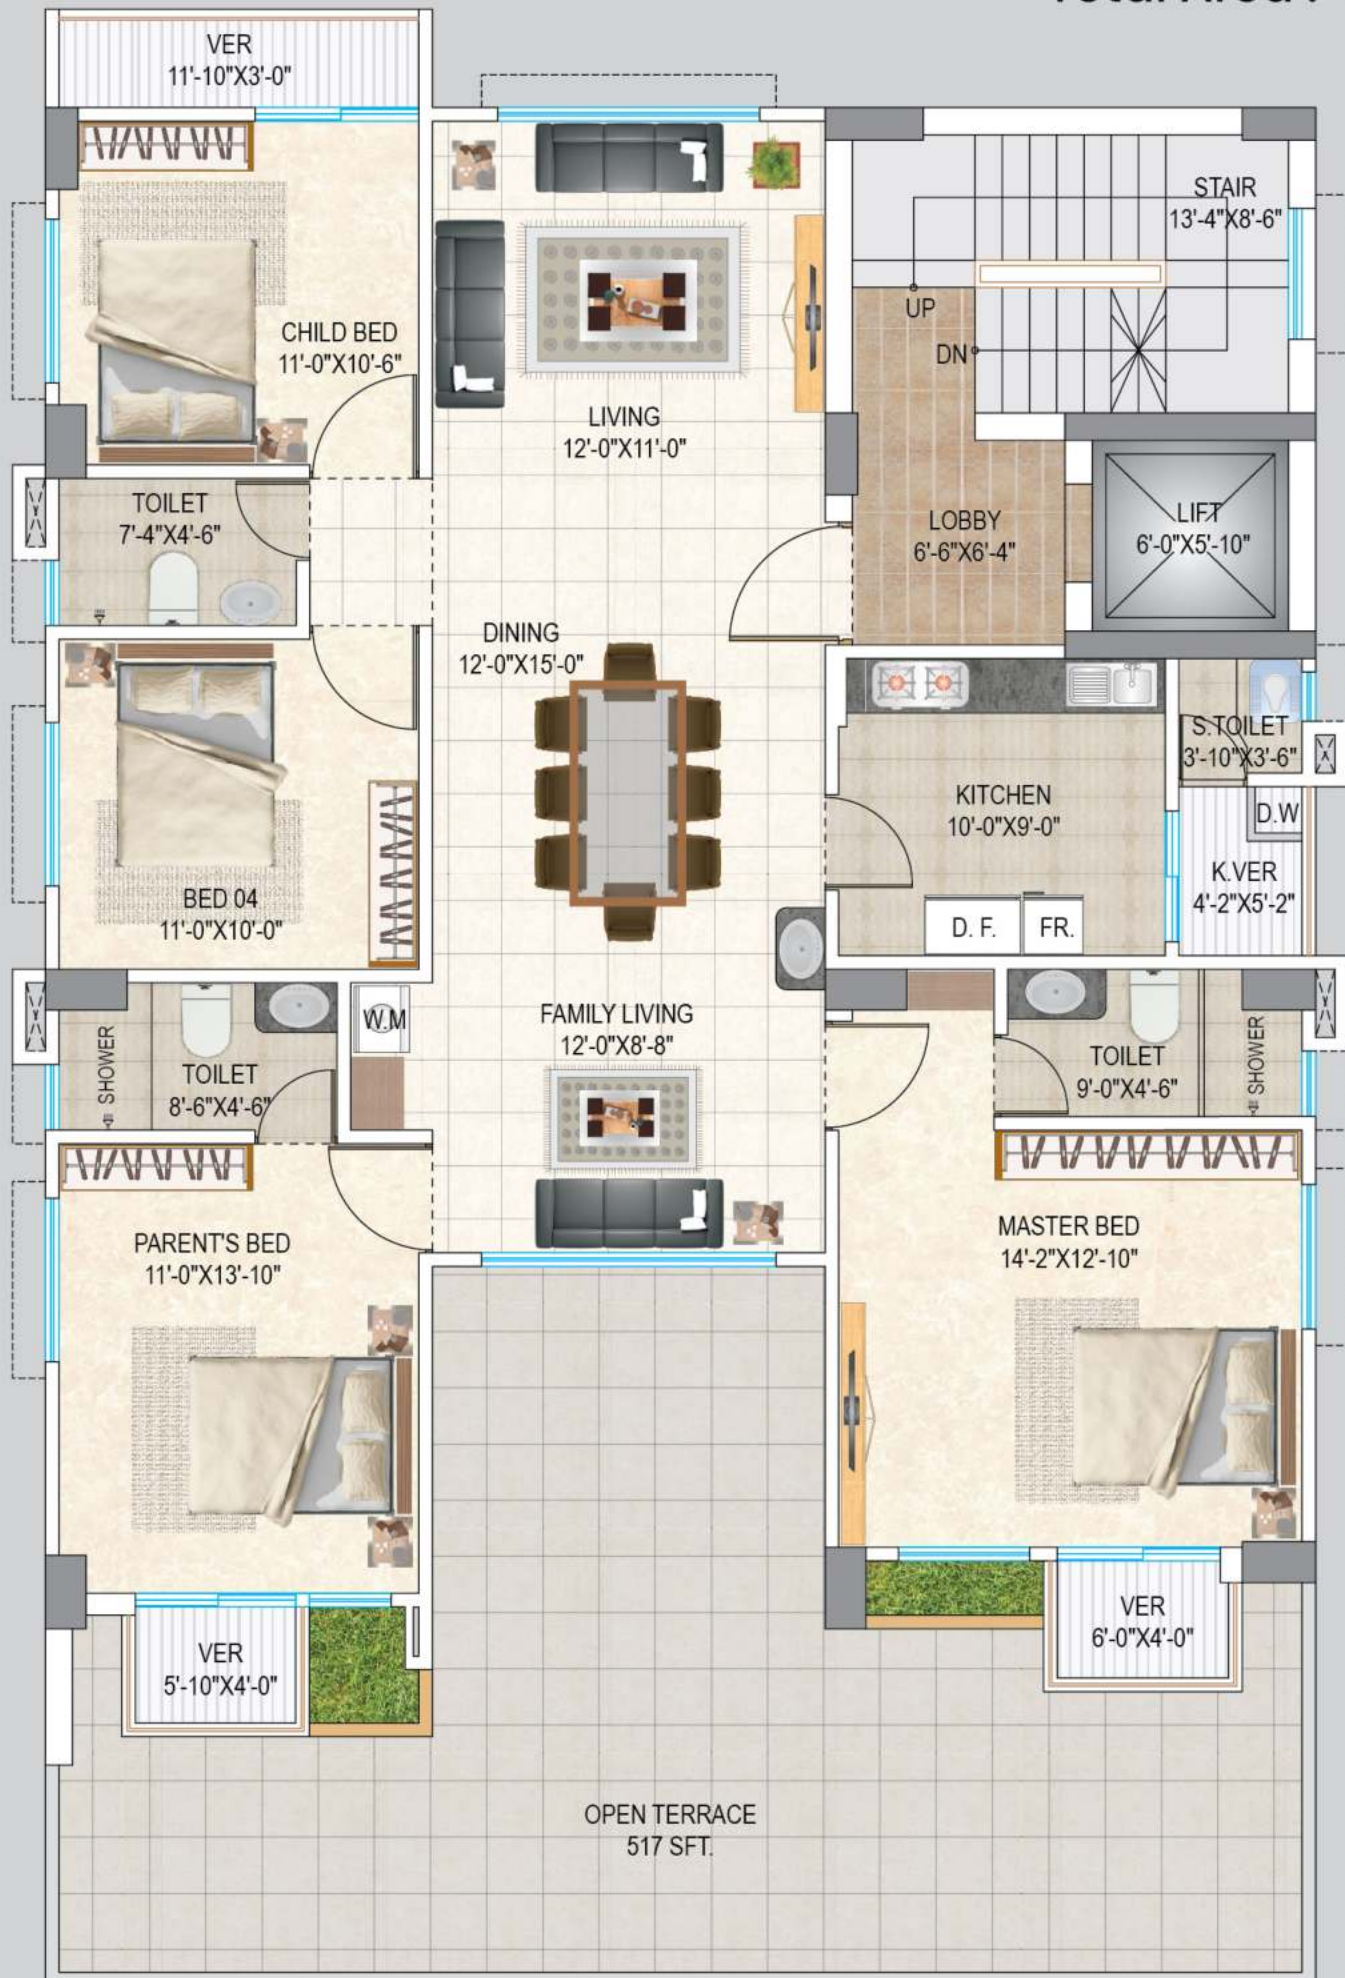 Total Area :
VER
11'-10"X3'-0"
STAIR
13'-4"X8'-6"
UP
DN
CHILD BED
11'-0"X10'-6"
LIVING
12'-0"X11'-0"
TOILET
7'-4"X4'-6"
LOBBY
6'-6"X6'-4"
LIFT
6'-0"X5'-10"
DINING
12'-0"X15'-0"
S.TOILET
3'-10"X3'-6"
KITCHEN
10'-0"X9'-0"
D.W
K.VER
4'-2"X5'-2"
BED 04
11'-0"X10'-0"
D. F.
FR.
W.M
FAMILY LIVING
12'-0"X8'-8"
SHOWER
TOILET
8'-6"X4'-6"
TOILET
9'-0"X4'-6"
SHOWER
PARENT'S BED
11'-0"X13'-10"
MASTER BED
14'-2"X12'-10"
VER
5'-10"X4'-0"
VER
6'-0"X4'-0"
OPEN TERRACE
517 SFT.